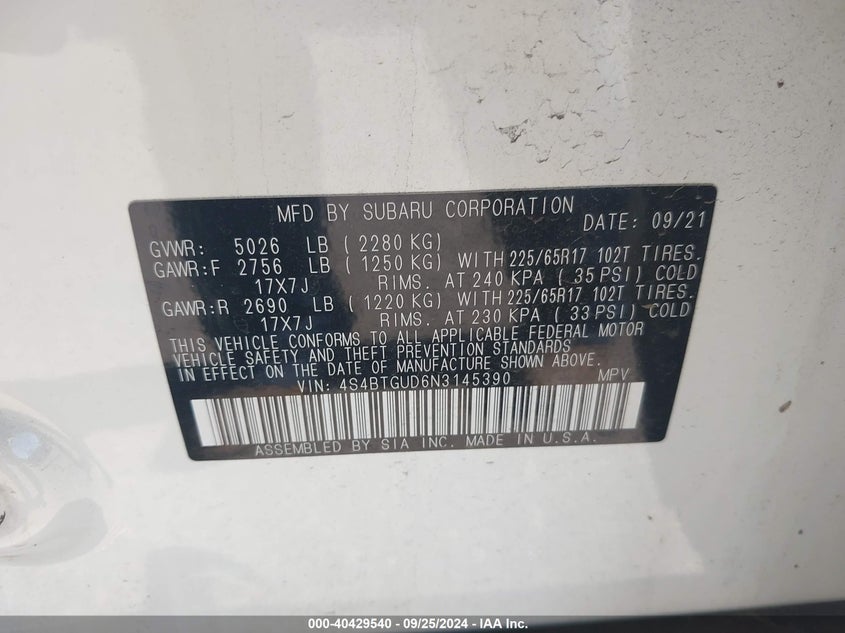 MFD BY SUBARU CORPORATION DATE: 09/21
GVWR: 5026 LB ( 2280 KG)
GAWR:F 2756 LB ( 1250 KG) WITH 225/65R17 102T TIRES.
17X7J RIMS. AT 240 KPA ( 35 PSI) COLD
GAWR:R 2690 LB ( 1220 KG) WITH 225/65R17 102T TIRES.
17X7J RIMS. AT 230 KPA ( 33 PSI) COLD
THIS VEHICLE CONFORMS TO ALL APPLICABLE FEDERAL MOTOR
VEHICLE SAFETY AND THEFT PREVENTION STANDARDS
IN EFFECT ON THE DATE OF MANUFACTURE SHOWN ABOVE.
VIN: 4S4BTGUD6N3145390 MPV
ASSEMBLED BY SIA INC. MADE IN U.S.A.
000-40429540 - 09/25/2024 - IAA Inc.